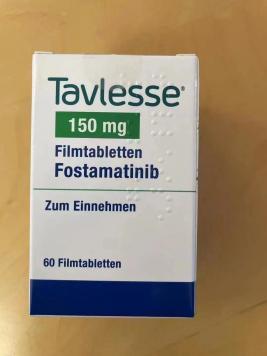 Tavlesse®
150 mg
Filmtabletten
Fostamatinib
Zum Einnehmen
60 Filmtabletten